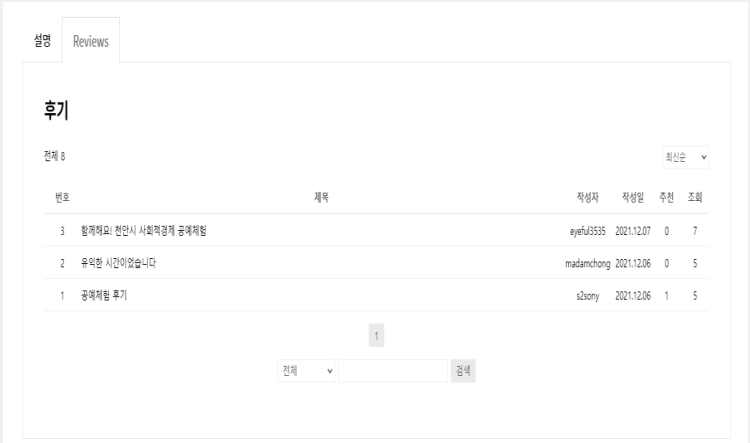 설명 Reviews
후기
전체 8
최신순
번호 제목 작성자 작성일 추천 조회
3 함께해요! 천안시 사회적경제 공예체험 eyeful3535 2021.12.07 0 7
2 유익한 시간이었습니다 madamchong 2021.12.06 0 5
1 공예체험 후기 s2sony 2021.12.06 1 5
1
전체 검색